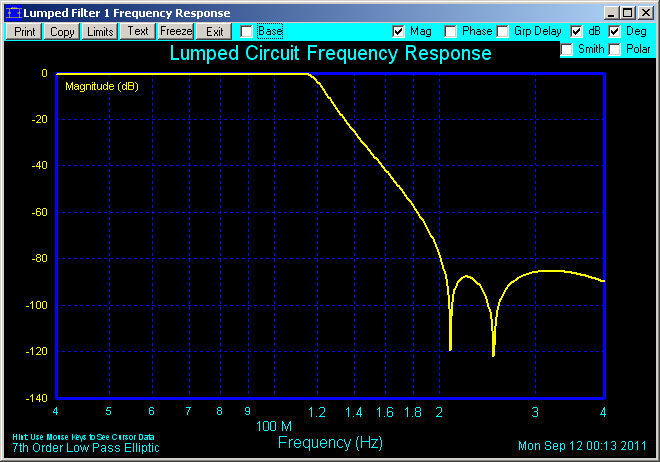 Lumped Filter 1 Frequency Response
Print Copy Limits Text Freeze Exit Base Mag Phase Grp Delay dB Deg
Smith Polar
Lumped Circuit Frequency Response
Magnitude (dB)
0
-20
-40
-60
-80
-100
-120
-140
4 5 6 7 8 9 1.2 1.4 1.6 1.8 2 3 4
100 M
Frequency (Hz)
Hint: Use Mouse Keys to See Cursor Data
7th Order Low Pass Elliptic
Mon Sep 12 00:13 2011